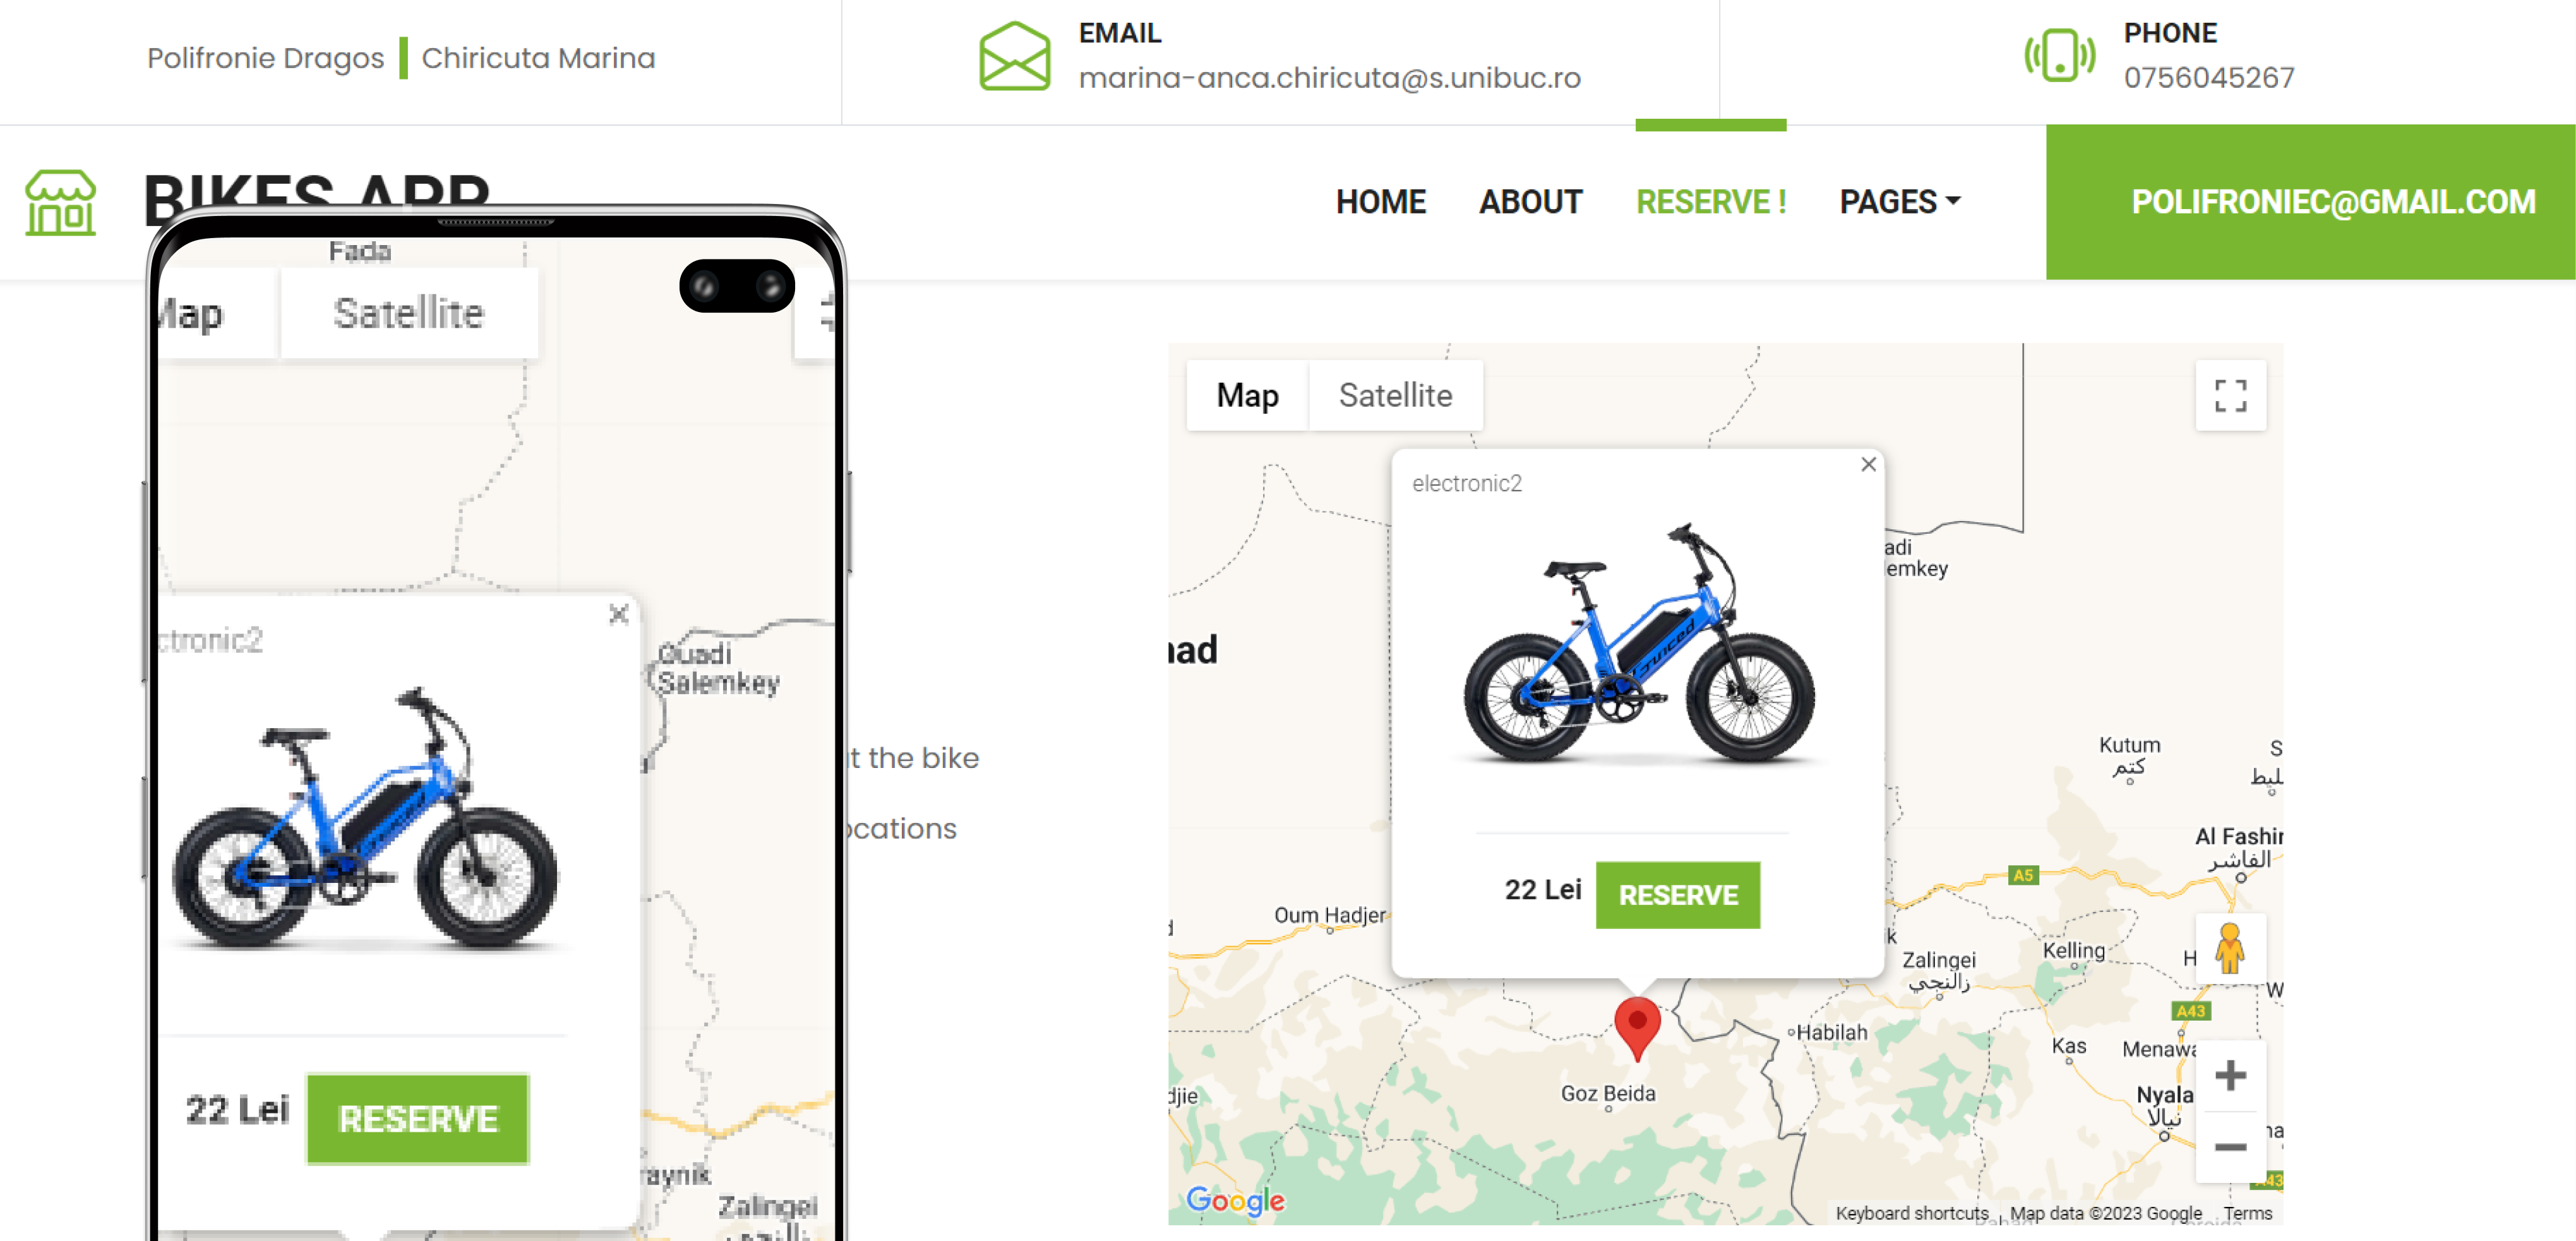 Polifronie Dragos
Chiricuta Marina
EMAIL
marina-anca.chiricuta@s.unibuc.ro
PHONE
0756045267
BIKES APP
HOME
ABOUT
RESERVE !
PAGES
POLIFRONIEC@GMAIL.COM
Fada
Map
Satellite
ctronic2
Ouadi
Salemkey
22 Lei
RESERVE
aynik
Zalingei
t the bike
ocations
Map
Satellite
electronic2
adi
emkey
ad
Kutum
كتم
S
Al Fashir
الفاشر
A5
22 Lei
RESERVE
Oum Hadjer
k
Zalingei
زالنجي
Kelling
H
W
A43
Habilah
Kas
Menawa
Goz Beida
djie
Nyala
نيالا
na
A43
Google
Keyboard shortcuts
Map data ©2023 Google
Terms